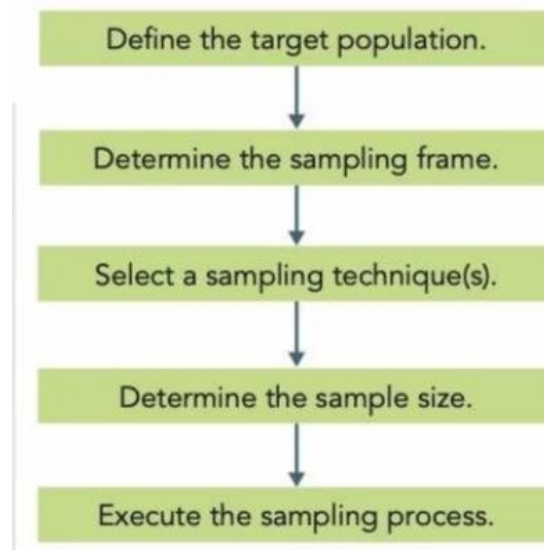 Define the target population.
Determine the sampling frame.
Select a sampling technique(s).
Determine the sample size.
Execute the sampling process.